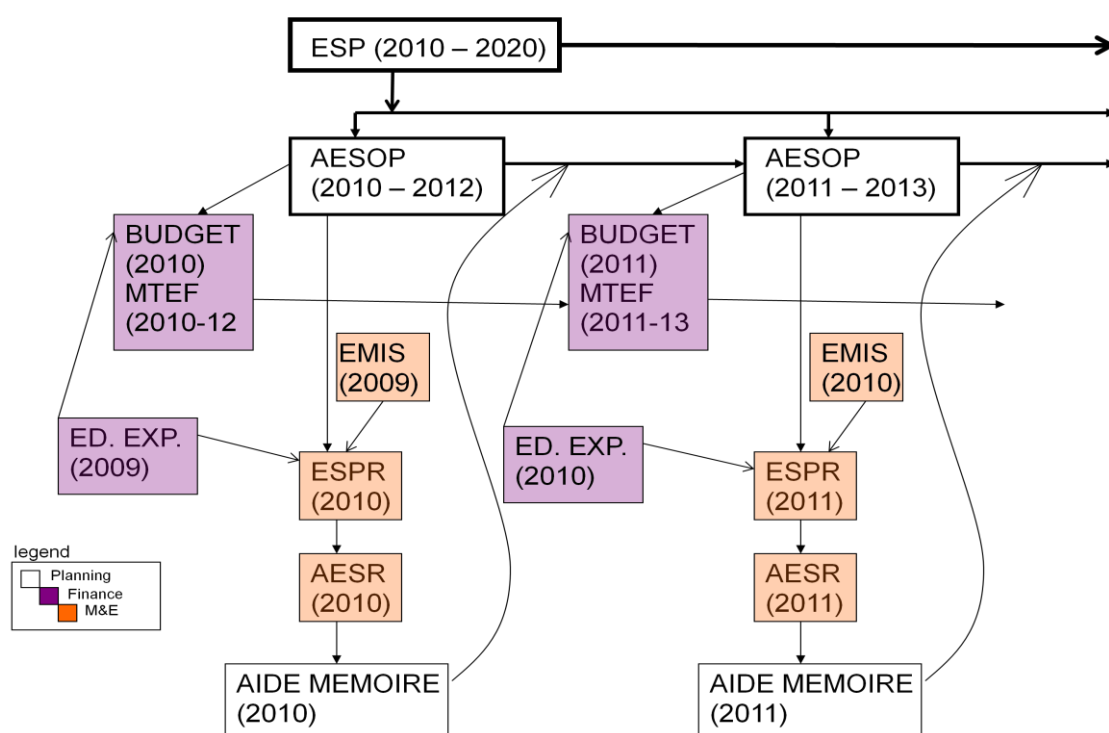 ESP (2010 – 2020)
AESOP
(2010 – 2012)
AESOP
(2011 – 2013)
BUDGET
(2010)
MTEF
(2010-12
BUDGET
(2011)
MTEF
(2011-13
EMIS
(2009)
EMIS
(2010)
ED. EXP.
(2009)
ED. EXP.
(2010)
ESPR
(2010)
ESPR
(2011)
AESR
(2010)
AESR
(2011)
legend
Planning
Finance
M&E
AIDE MEMOIRE
(2010)
AIDE MEMOIRE
(2011)